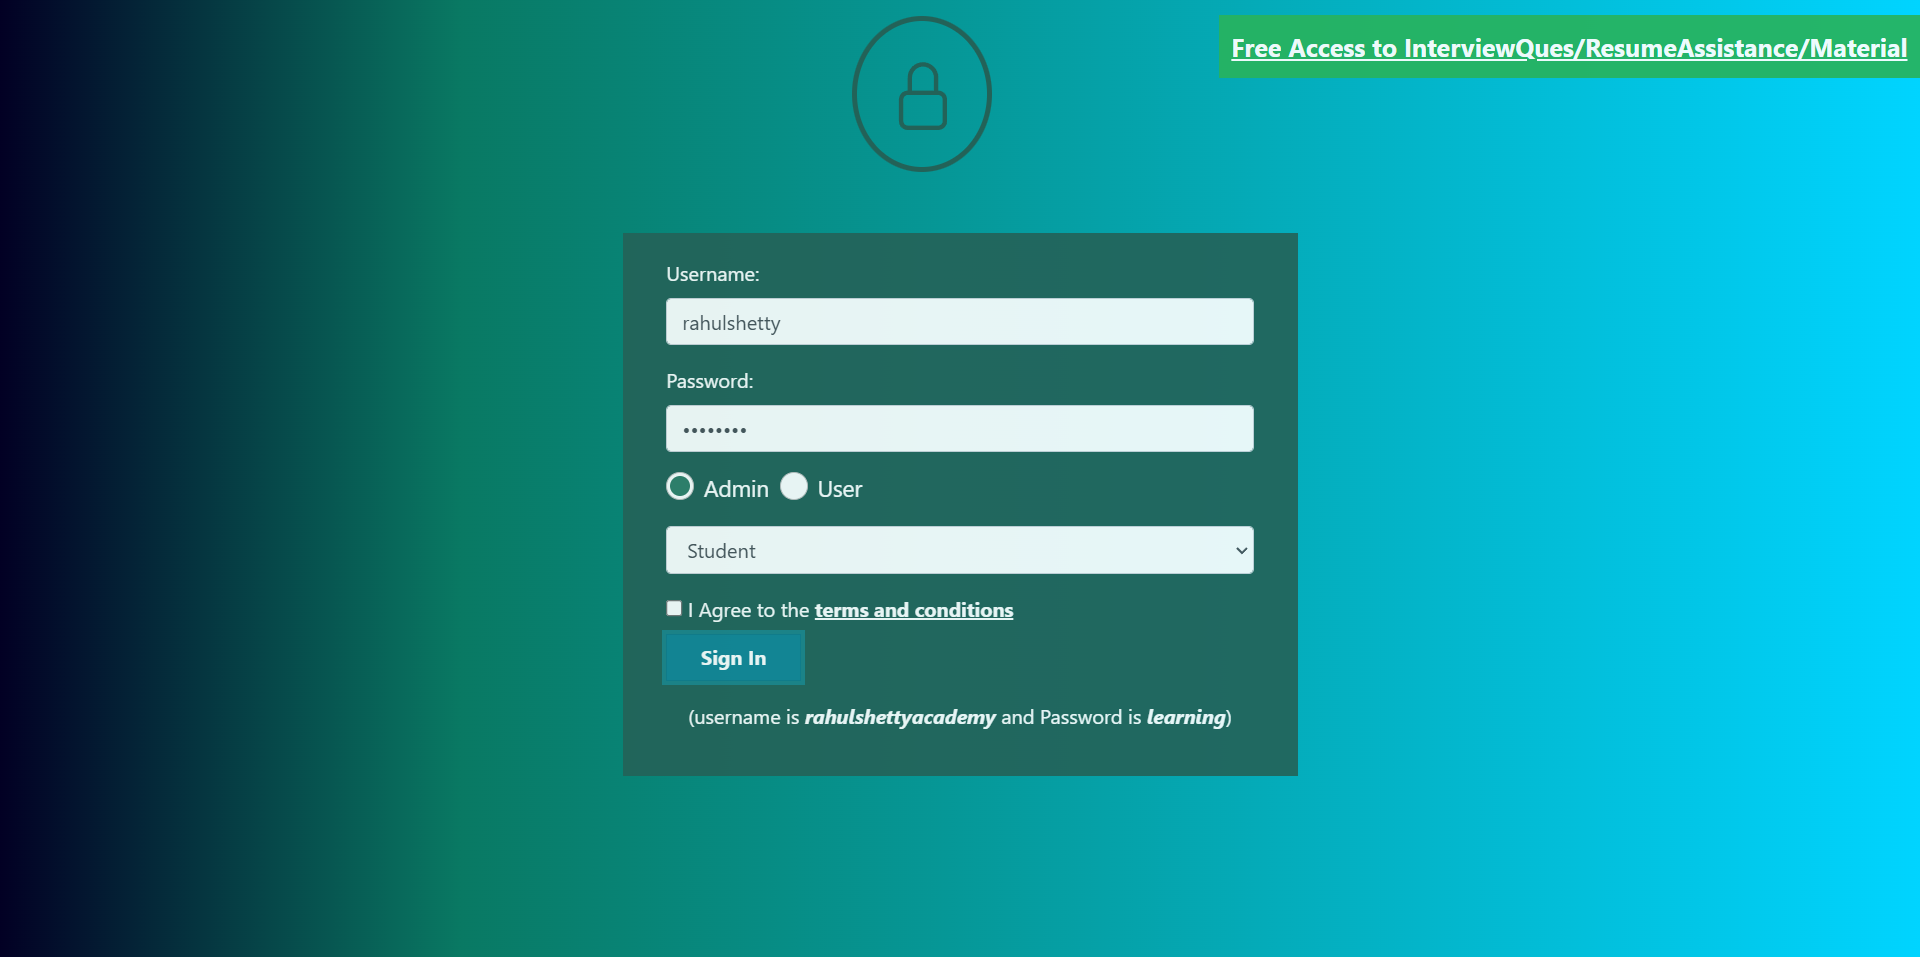 Free Access to InterviewQues/ResumeAssistance/Material
Username:
rahulshetty
Password:
••••••••
Admin User
Student
I Agree to the terms and conditions
Sign In
(username is rahulshettyacademy and Password is learning)